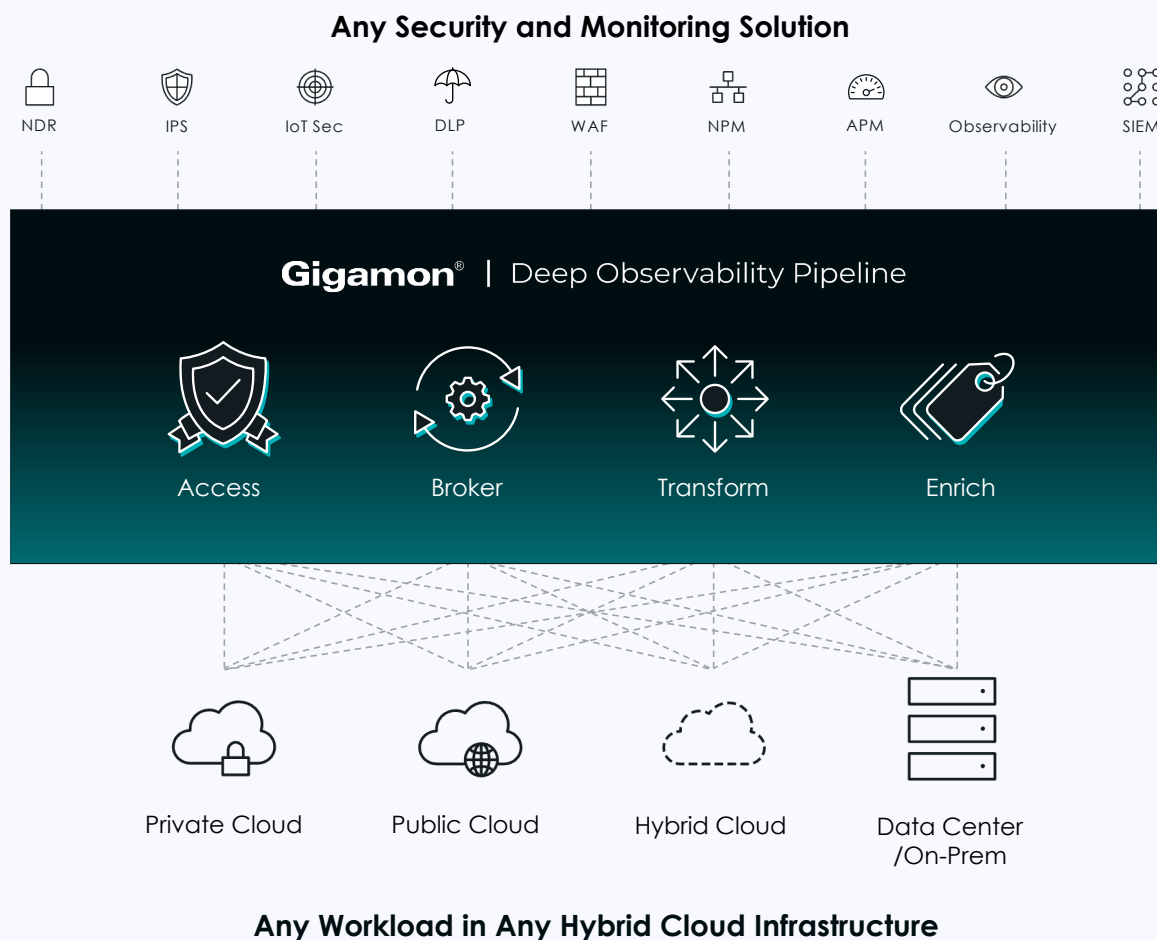 Any Security and Monitoring Solution
NDR
IPS
IoT Sec
DLP
WAF
NPM
APM
Observability
SIEM
Gigamon® | Deep Observability Pipeline
Access
Broker
Transform
Enrich
Private Cloud
Public Cloud
Hybrid Cloud
Data Center
/On-Prem
Any Workload in Any Hybrid Cloud Infrastructure